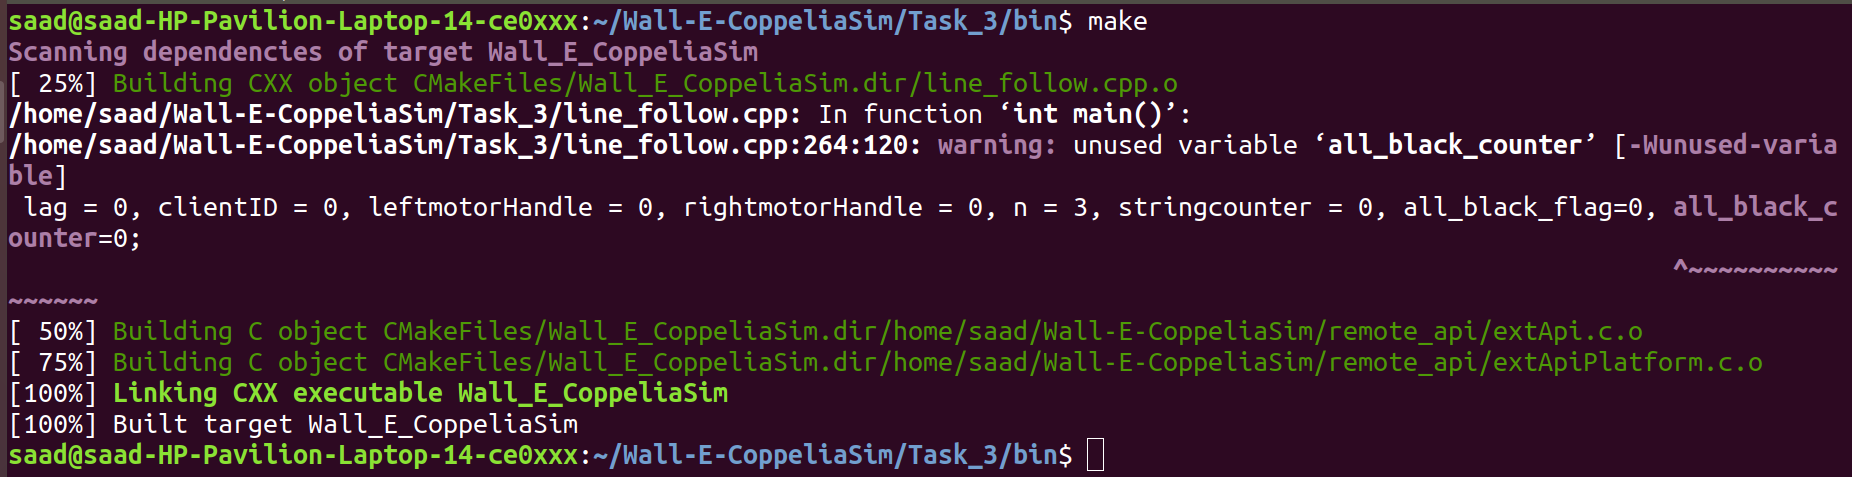 saad@saad-HP-Pavilion-Laptop-14-ce0xxx:~/Wall-E-CoppeliaSim/Task_3/bin$ make
Scanning dependencies of target Wall_E_CoppeliaSim
[ 25%] Building CXX object CMakeFiles/Wall_E_CoppeliaSim.dir/line_follow.cpp.o
/home/saad/Wall-E-CoppeliaSim/Task_3/line_follow.cpp: In function ‘int main()’:
/home/saad/Wall-E-CoppeliaSim/Task_3/line_follow.cpp:264:120: warning: unused variable ‘all_black_counter’ [-Wunused-varia
ble]
 lag = 0, clientID = 0, leftmotorHandle = 0, rightmotorHandle = 0, n = 3, stringcounter = 0, all_black_flag=0, all_black_c
ounter=0;
^~~~~~~~~~~
~~~~~~
[ 50%] Building C object CMakeFiles/Wall_E_CoppeliaSim.dir/home/saad/Wall-E-CoppeliaSim/remote_api/extApi.c.o
[ 75%] Building C object CMakeFiles/Wall_E_CoppeliaSim.dir/home/saad/Wall-E-CoppeliaSim/remote_api/extApiPlatform.c.o
[100%] Linking CXX executable Wall_E_CoppeliaSim
[100%] Built target Wall_E_CoppeliaSim
saad@saad-HP-Pavilion-Laptop-14-ce0xxx:~/Wall-E-CoppeliaSim/Task_3/bin$